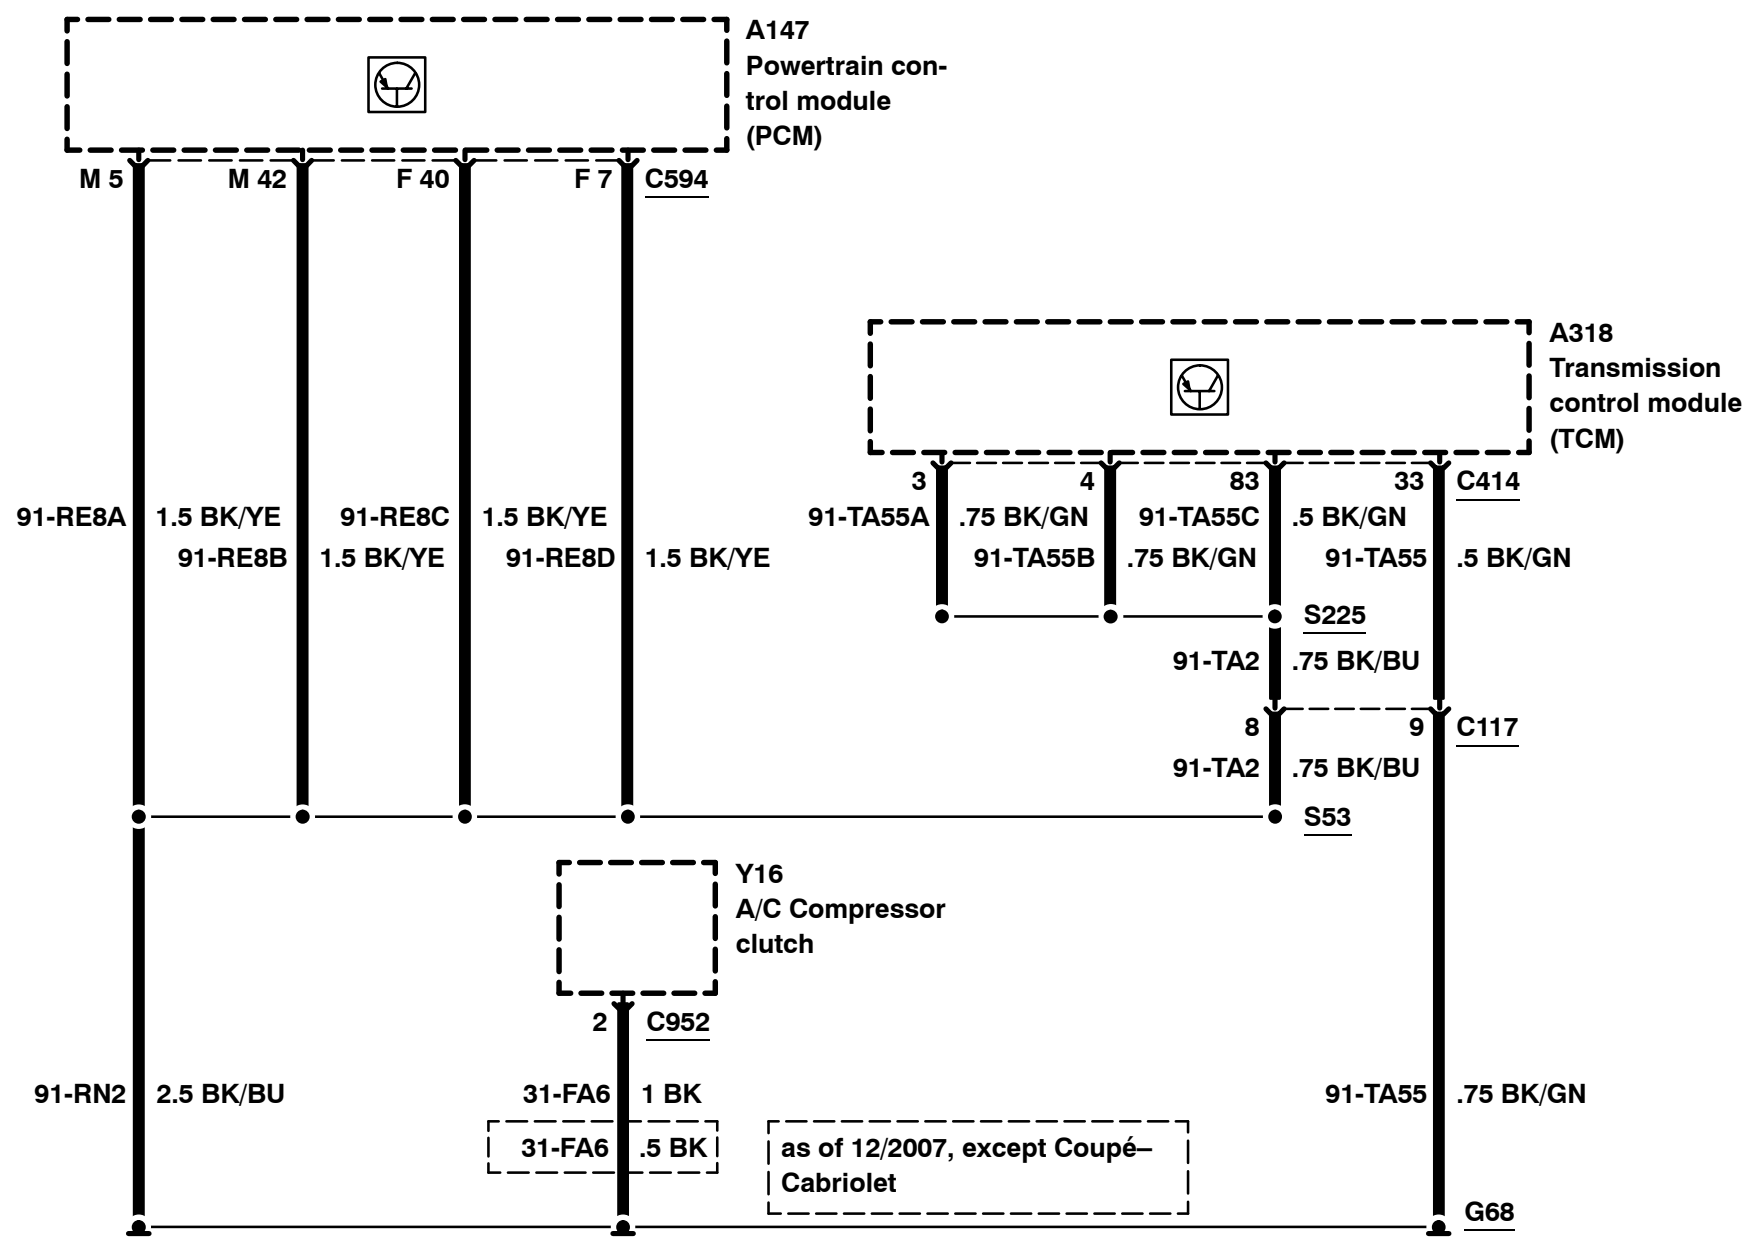 A147
Powertrain con-
trol module
(PCM)
M 5
M 42
F 40
F 7
C594
A318
Transmission
control module
(TCM)
3
4
83
33
C414
91-RE8A
1.5 BK/YE
91-RE8C
1.5 BK/YE
91-TA55A
.75 BK/GN
91-TA55C
.5 BK/GN
91-RE8B
1.5 BK/YE
91-RE8D
1.5 BK/YE
91-TA55B
.75 BK/GN
91-TA55
.5 BK/GN
S225
91-TA2
.75 BK/BU
8
9
C117
91-TA2
.75 BK/BU
S53
Y16
A/C Compressor
clutch
2
C952
91-RN2
2.5 BK/BU
31-FA6
1 BK
91-TA55
.75 BK/GN
31-FA6
.5 BK
as of 12/2007, except Coupé–
Cabriolet
G68